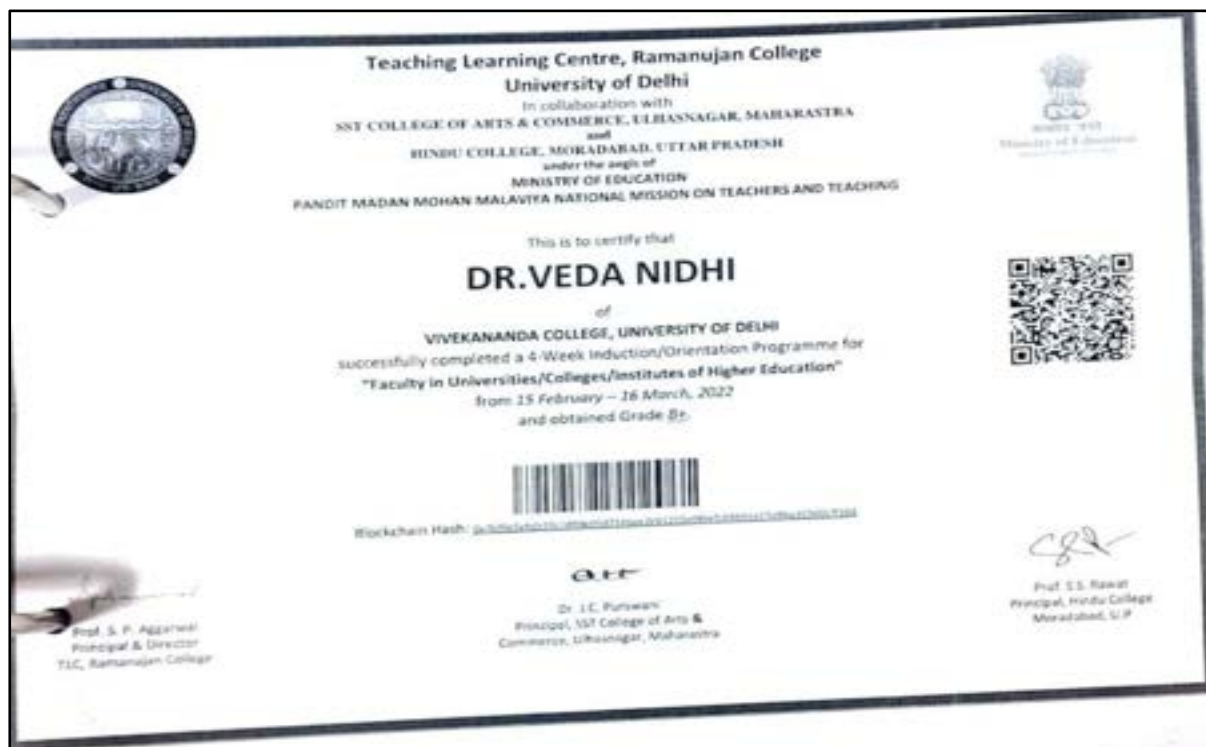 Teaching Learning Centre, Ramanujan College
University of Delhi
In collaboration with
SST COLLEGE OF ARTS & COMMERCE, ULHASNAGAR, MAHARASTRA
and
HINDU COLLEGE, MORADABAD, UTTAR PRADESH
under the aegis of
MINISTRY OF EDUCATION
PANDIT MADAN MOHAN MALAVIYA NATIONAL MISSION ON TEACHERS AND TEACHING
Ministry of Education
This is to certify that
DR.VEDA NIDHI
of
VIVEKANANDA COLLEGE, UNIVERSITY OF DELHI
successfully completed a 4-Week Induction/Orientation Programme for
"Faculty in Universities/Colleges/Institutes of Higher Education"
from 15 February – 16 March, 2022
and obtained Grade B+.
Blockchain Hash:
Prof. S. P. Aggarwal
Principal & Director
TLC, Ramanujan College
Dr. J.C. Purswani
Principal, SST College of Arts &
Commerce, Ulhasnagar, Maharastra
Prof. S.S. Rawat
Principal, Hindu College
Moradabad, U.P